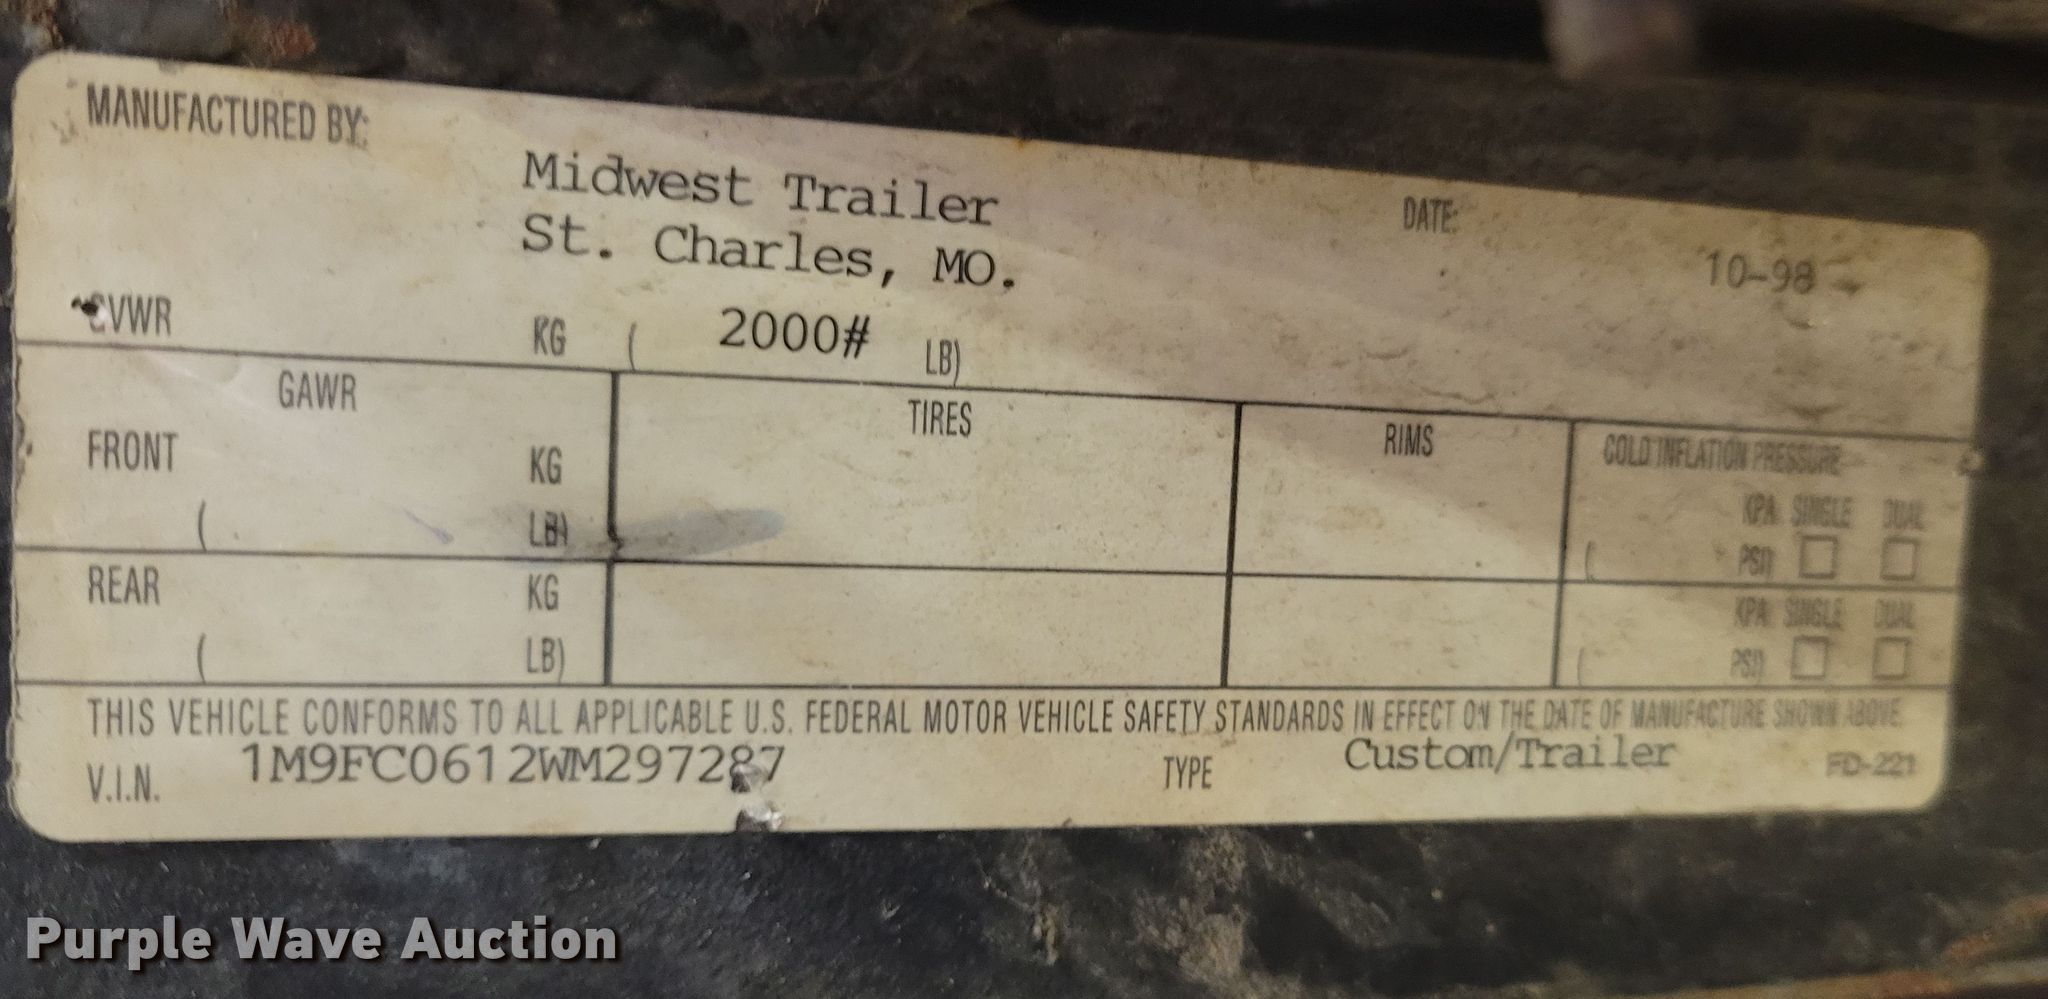 MANUFACTURED BY:
Midwest Trailer
St. Charles, MO.
DATE:
10-98
GVWR KG ( 2000# LB)
GAWR TIRES RIMS COLD INFLATION PRESSURE
FRONT KG
KPA SINGLE DUAL
( LB) ( PSI)
REAR KG
KPA SINGLE DUAL
( LB) ( PSI)
THIS VEHICLE CONFORMS TO ALL APPLICABLE U.S. FEDERAL MOTOR VEHICLE SAFETY STANDARDS IN EFFECT ON THE DATE OF MANUFACTURE SHOWN ABOVE.
V.I.N. 1M9FC0612WM297287 TYPE Custom/Trailer FD-221
Purple Wave Auction